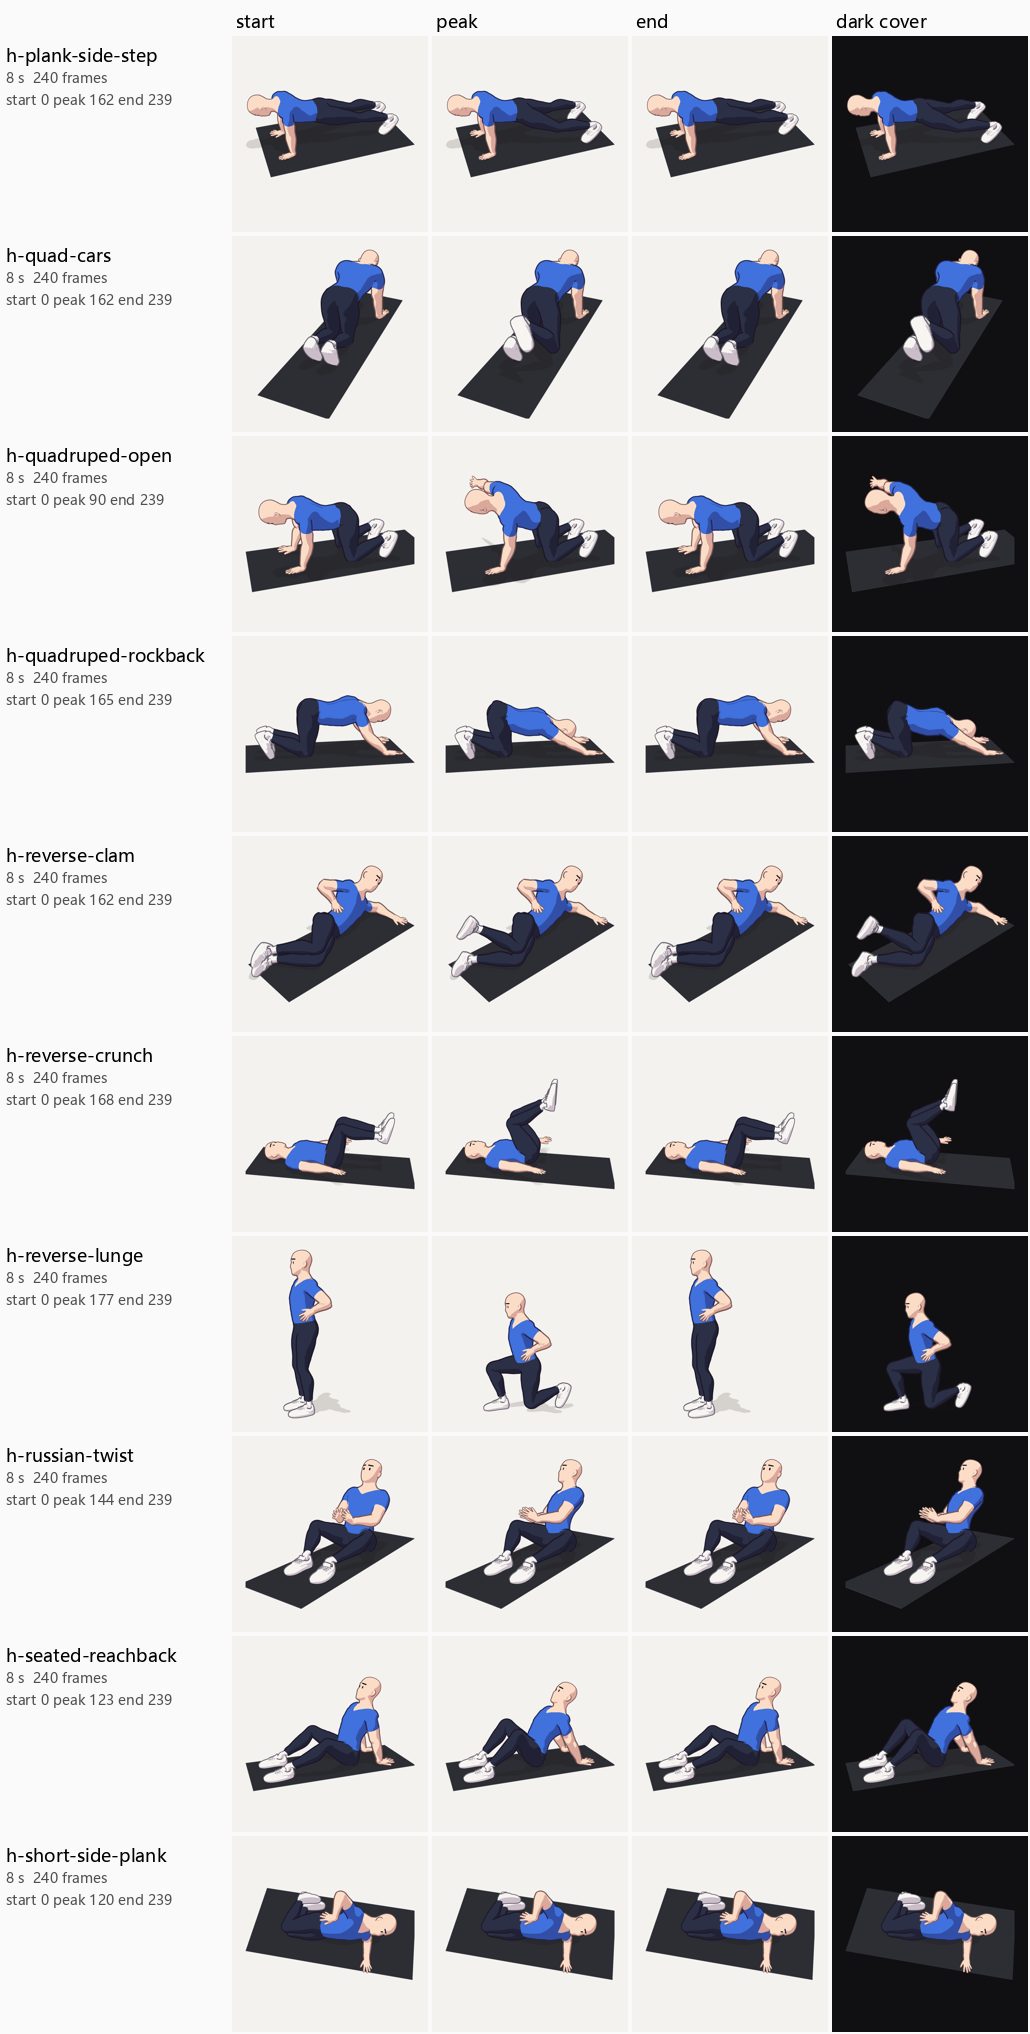 start peak end dark cover
h-plank-side-step
8 s 240 frames
start 0 peak 162 end 239
h-quad-cars
8 s 240 frames
start 0 peak 162 end 239
h-quadruped-open
8 s 240 frames
start 0 peak 90 end 239
h-quadruped-rockback
8 s 240 frames
start 0 peak 165 end 239
h-reverse-clam
8 s 240 frames
start 0 peak 162 end 239
h-reverse-crunch
8 s 240 frames
start 0 peak 168 end 239
h-reverse-lunge
8 s 240 frames
start 0 peak 177 end 239
h-russian-twist
8 s 240 frames
start 0 peak 144 end 239
h-seated-reachback
8 s 240 frames
start 0 peak 123 end 239
h-short-side-plank
8 s 240 frames
start 0 peak 120 end 239